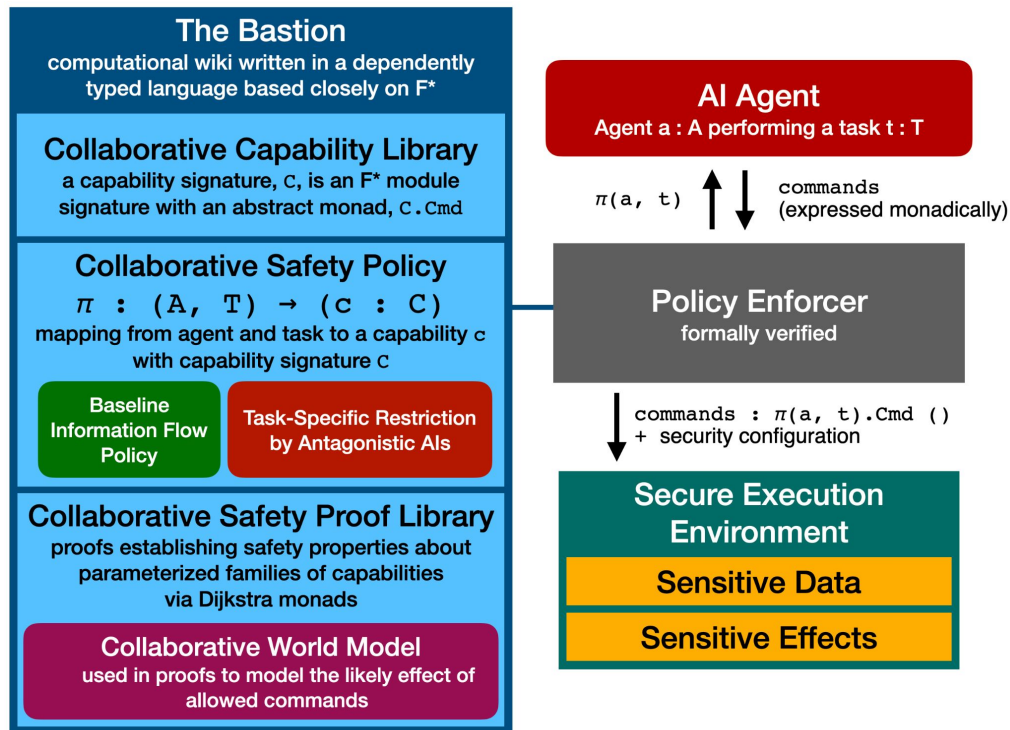 The Bastion
computational wiki written in a dependently
typed language based closely on F*
Collaborative Capability Library
a capability signature, C, is an F* module
signature with an abstract monad, C.Cmd
Collaborative Safety Policy
π : (A, T) → (c : C)
mapping from agent and task to a capability c
with capability signature C
Baseline
Information Flow
Policy
Task-Specific Restriction
by Antagonistic AIs
Collaborative Safety Proof Library
proofs establishing safety properties about
parameterized families of capabilities
via Dijkstra monads
Collaborative World Model
used in proofs to model the likely effect of
allowed commands
AI Agent
Agent a : A performing a task t : T
π(a, t)
commands
(expressed monadically)
Policy Enforcer
formally verified
commands : π(a, t).Cmd ()
+ security configuration
Secure Execution
Environment
Sensitive Data
Sensitive Effects